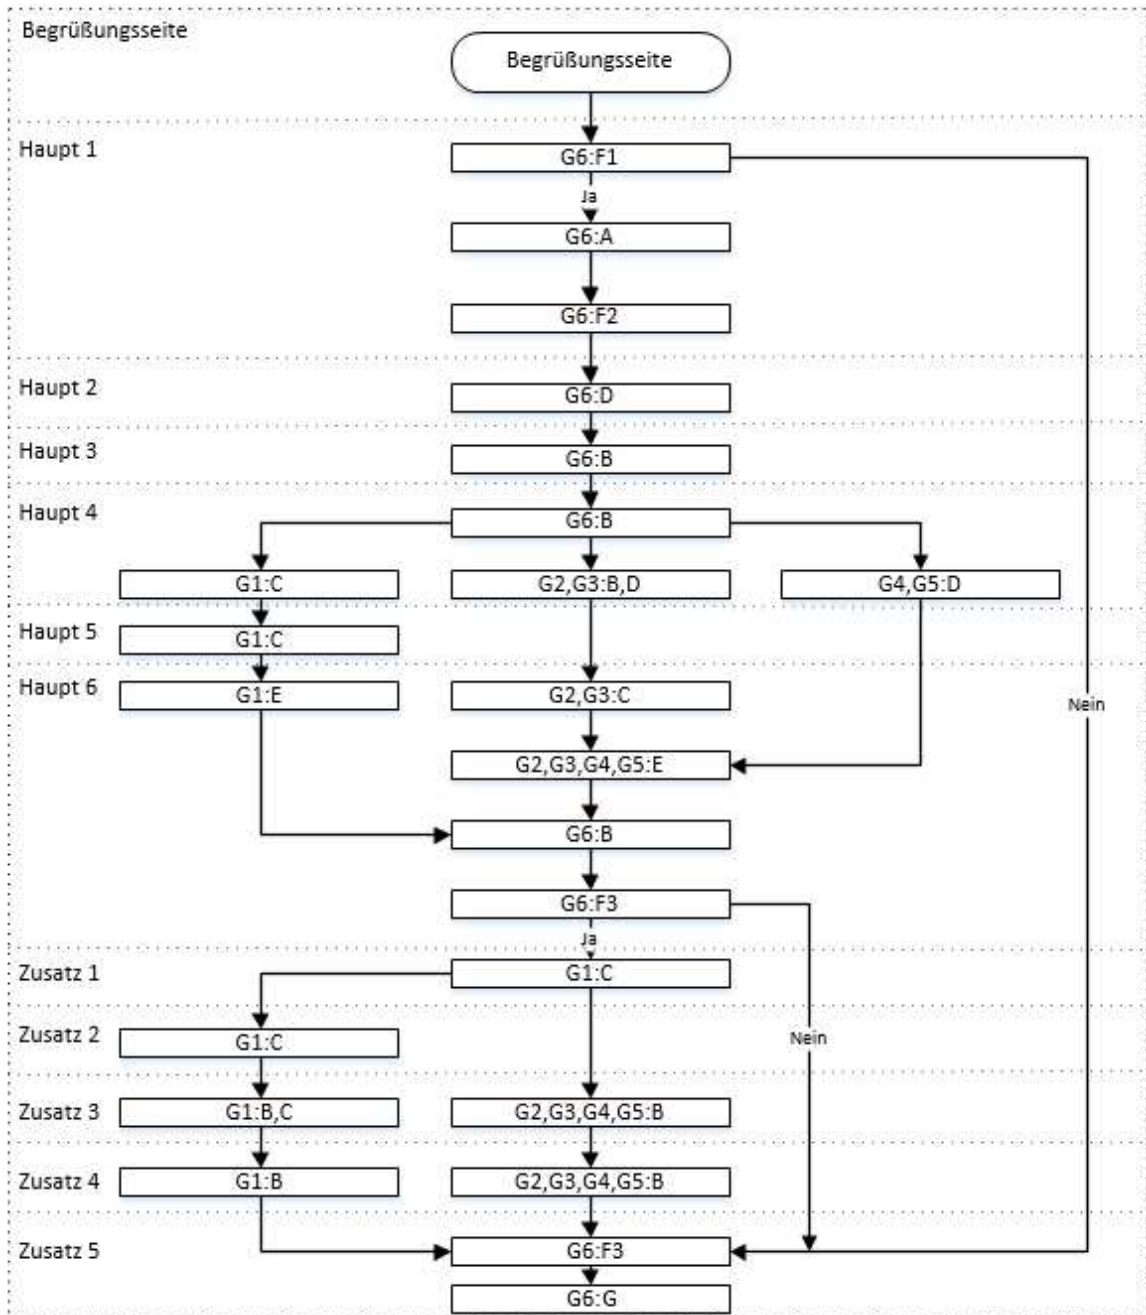 Begrüßungsseite
Begrüßungsseite
Haupt 1
G6:F1
Ja
G6:A
G6:F2
Haupt 2
G6:D
Haupt 3
G6:B
Haupt 4
G6:B
G1:C
G2,G3:B,D
G4,G5:D
Haupt 5
G1:C
Haupt 6
G1:E
G2,G3:C
Nein
G2,G3,G4,G5:E
G6:B
G6:F3
Ja
Zusatz 1
G1:C
Zusatz 2
G1:C
Nein
Zusatz 3
G1:B,C
G2,G3,G4,G5:B
Zusatz 4
G1:B
G2,G3,G4,G5:B
Zusatz 5
G6:F3
G6:G